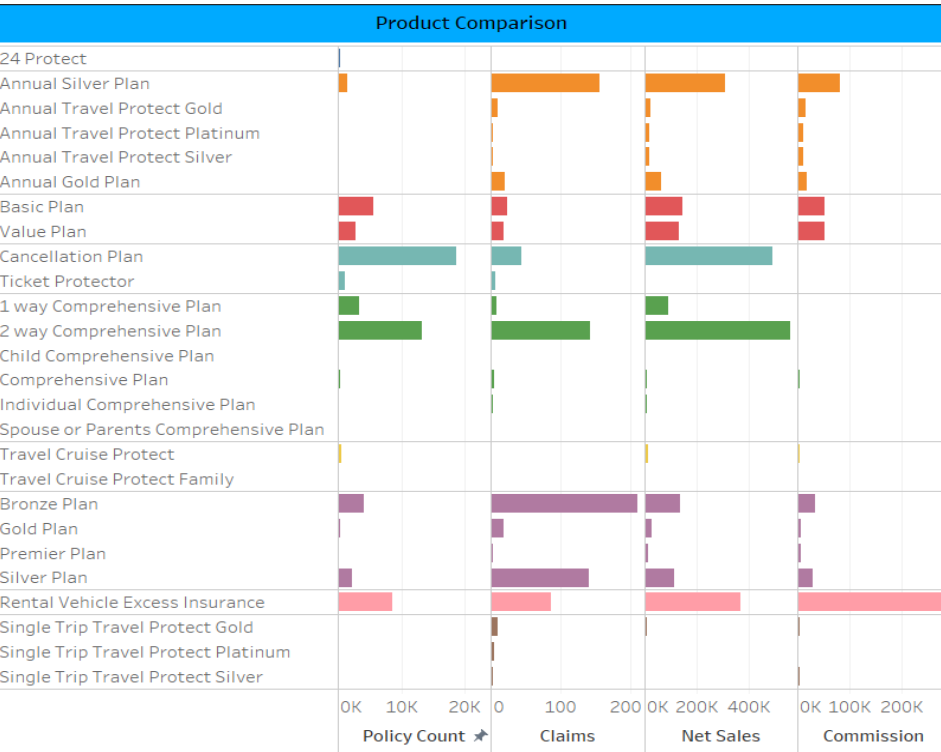 Product Comparison
24 Protect
Annual Silver Plan
Annual Travel Protect Gold
Annual Travel Protect Platinum
Annual Travel Protect Silver
Annual Gold Plan
Basic Plan
Value Plan
Cancellation Plan
Ticket Protector
1 way Comprehensive Plan
2 way Comprehensive Plan
Child Comprehensive Plan
Comprehensive Plan
Individual Comprehensive Plan
Spouse or Parents Comprehensive Plan
Travel Cruise Protect
Travel Cruise Protect Family
Bronze Plan
Gold Plan
Premier Plan
Silver Plan
Rental Vehicle Excess Insurance
Single Trip Travel Protect Gold
Single Trip Travel Protect Platinum
Single Trip Travel Protect Silver
0K 10K 20K 0 100 200 0K 200K 400K 0K 100K 200K
Policy Count Claims Net Sales Commission